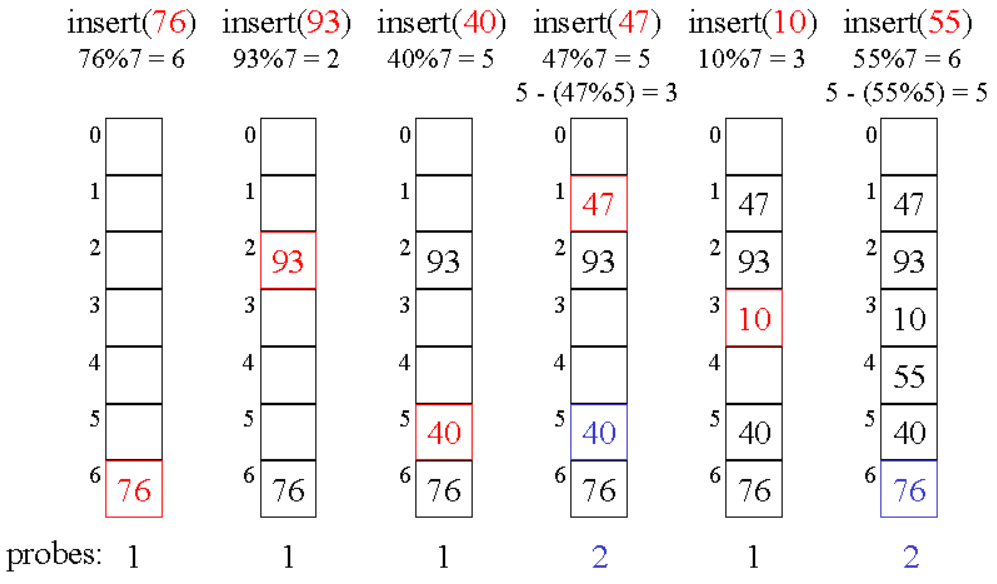 insert(76) insert(93) insert(40) insert(47) insert(10) insert(55)
76%7 = 6 93%7 = 2 40%7 = 5 47%7 = 5 10%7 = 3 55%7 = 6
5 - (47%5) = 3 5 - (55%5) = 5
0 0 0 0 0 0
1 1 1 1 47 1 47 1 47
2 2 93 2 93 2 93 2 93 2 93
3 3 3 3 3 10 3 10
4 4 4 4 4 4 55
5 5 5 40 5 40 5 40 5 40
6 76 6 76 6 76 6 76 6 76 6 76
probes: 1 1 1 2 1 2